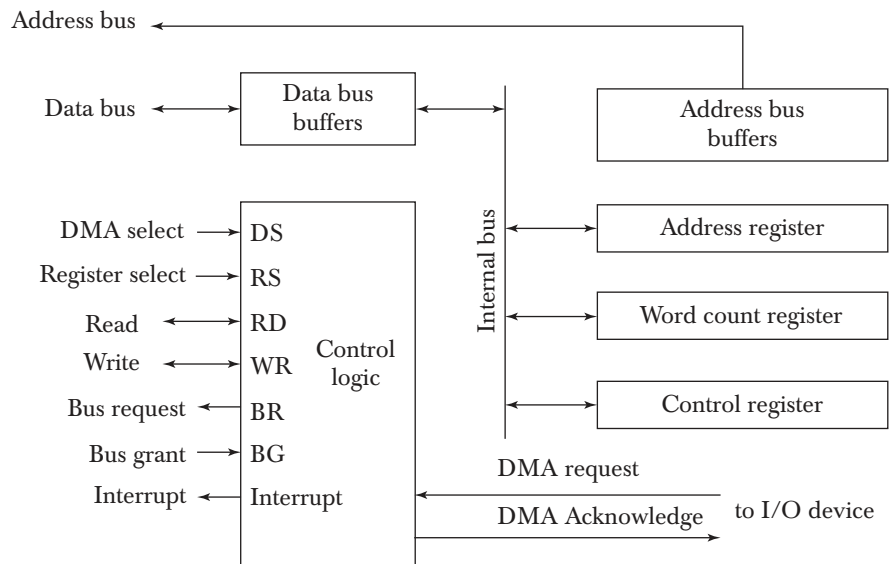 Address bus
Data bus
Data bus
buffers
Address bus
buffers
Internal bus
DMA select
DS
Address register
Register select
RS
Read
RD
Word count register
Write
WR
Control
logic
Bus request
BR
Control register
Bus grant
BG
DMA request
Interrupt
Interrupt
DMA Acknowledge
to I/O device